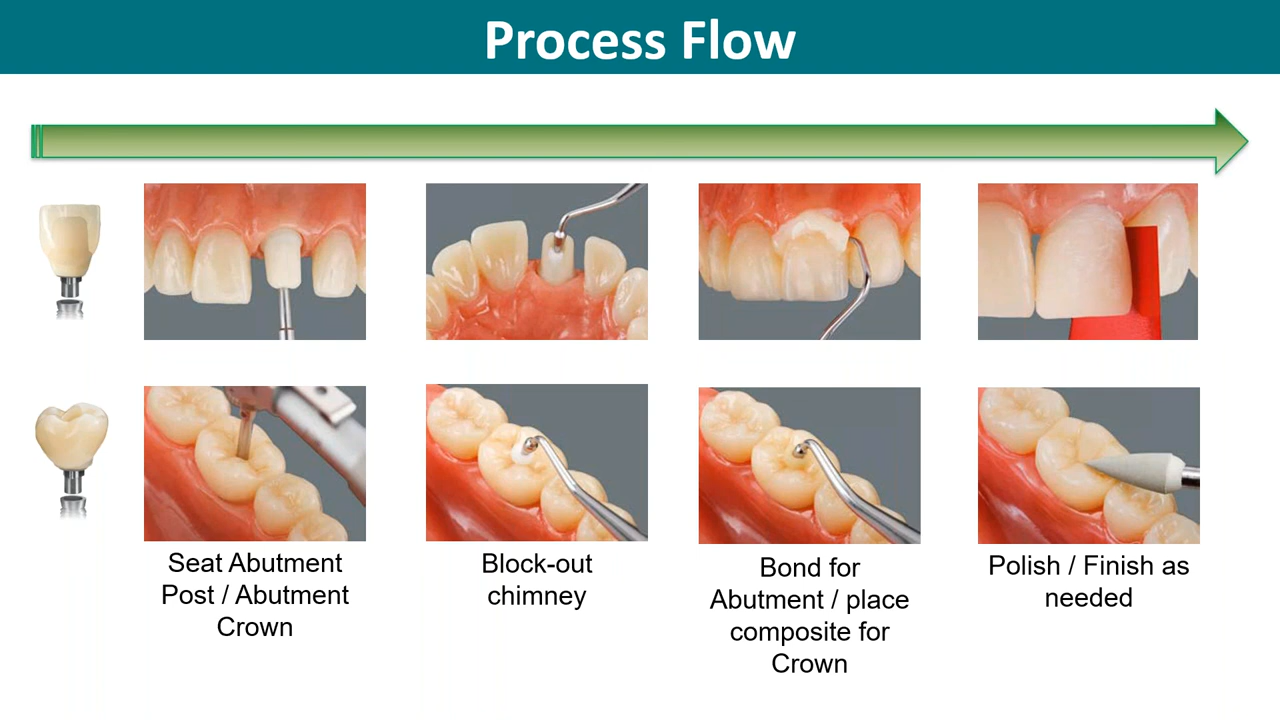 Process Flow
Seat Abutment
Post / Abutment
Crown
Block-out
chimney
Bond for
Abutment / place
composite for
Crown
Polish / Finish as
needed